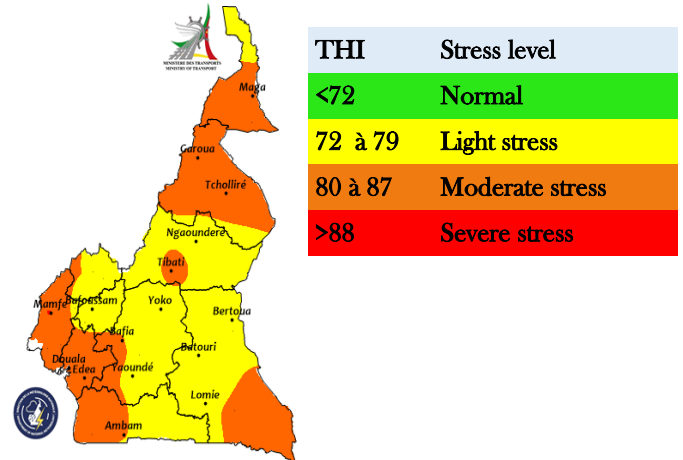 MINISTERE DES TRANSPORTS
MINISTRY OF TRANSPORT
Maga
Garoua
Tcholliré
Ngaoundere
Tibati
Mamfe
Bafoussam
Yoko
Bertoua
Bafia
Batouri
Douala
Edea
Yaoundé
Lomie
Ambam
THI Stress level
<72 Normal
72 à 79 Light stress
80 à 87 Moderate stress
>88 Severe stress